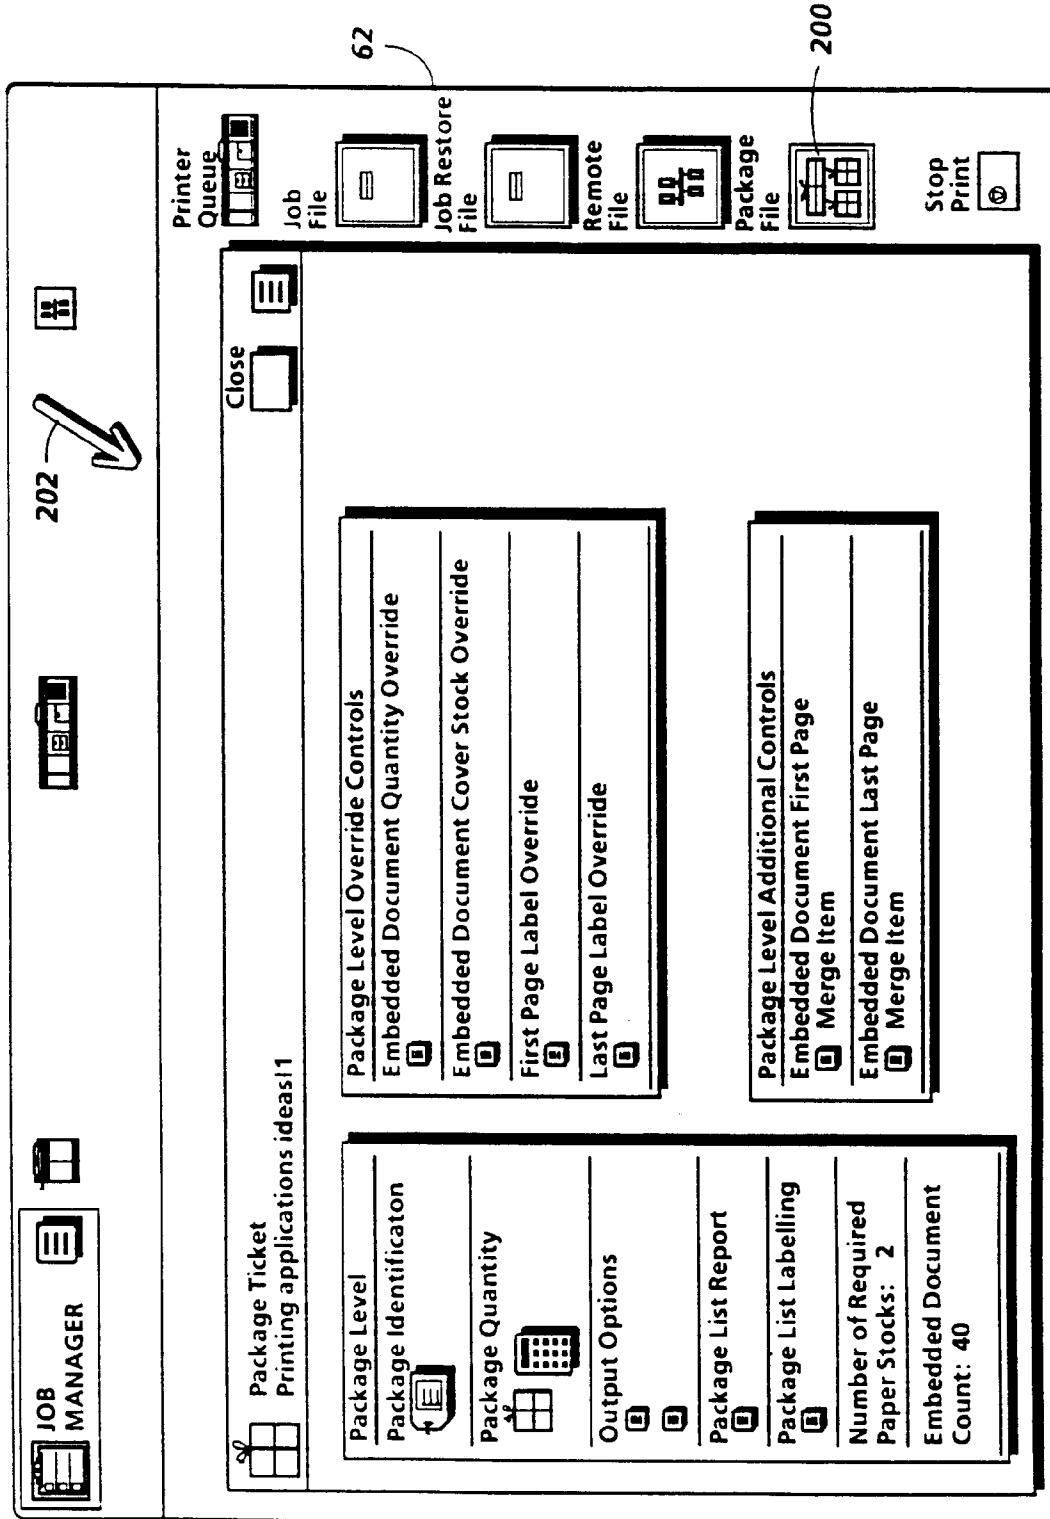 JOB
MANAGER
202
62
200
Package Ticket
Printing applications ideas!1
Close
Package Level
Package Identificaton
Package Quantity
Output Options
Package List Report
Package List Labelling
Number of Required
Paper Stocks: 2
Embedded Document
Count: 40
Package Level Override Controls
Embedded Document Quantity Override
Embedded Document Cover Stock Override
First Page Label Override
Last Page Label Override
Package Level Additional Controls
Embedded Document First Page
Merge Item
Embedded Document Last Page
Merge Item
Printer
Queue
Job
File
Job Restore
File
Remote
File
Package
File
Stop
Print